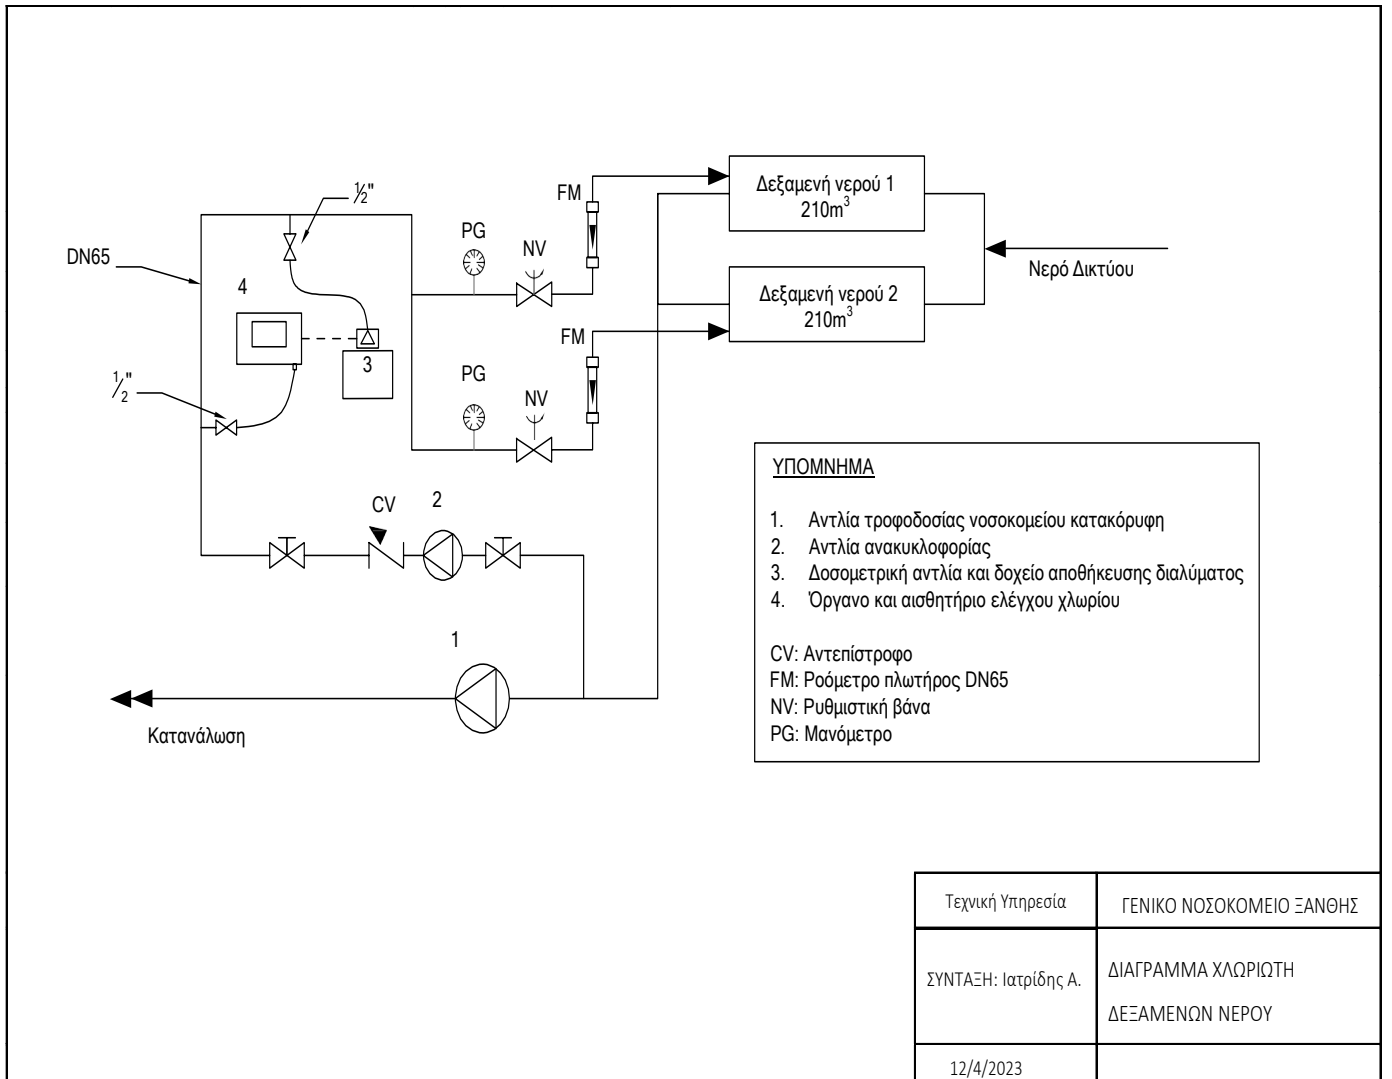 ½"
DN65
4
PG
NV
FM
Δεξαμενή νερού 1
210m³
Νερό Δικτύου
Δεξαμενή νερού 2
210m³
FM
3
½"
PG
NV
CV
2
1
Κατανάλωση
ΥΠΟΜΝΗΜΑ
1. Αντλία τροφοδοσίας νοσοκομείου κατακόρυφη
2. Αντλία ανακυκλοφορίας
3. Δοσομετρική αντλία και δοχείο αποθήκευσης διαλύματος
4. Όργανο και αισθητήριο ελέγχου χλωρίου
CV: Αντεπίστροφο
FM: Ροόμετρο πλωτήρος DN65
NV: Ρυθμιστική βάνα
PG: Μανόμετρο
Τεχνική Υπηρεσία
ΓΕΝΙΚΟ ΝΟΣΟΚΟΜΕΙΟ ΞΑΝΘΗΣ
ΣΥΝΤΑΞΗ: Ιατρίδης Α.
ΔΙΑΓΡΑΜΜΑ ΧΛΩΡΙΩΤΗ
ΔΕΞΑΜΕΝΩΝ ΝΕΡΟΥ
12/4/2023